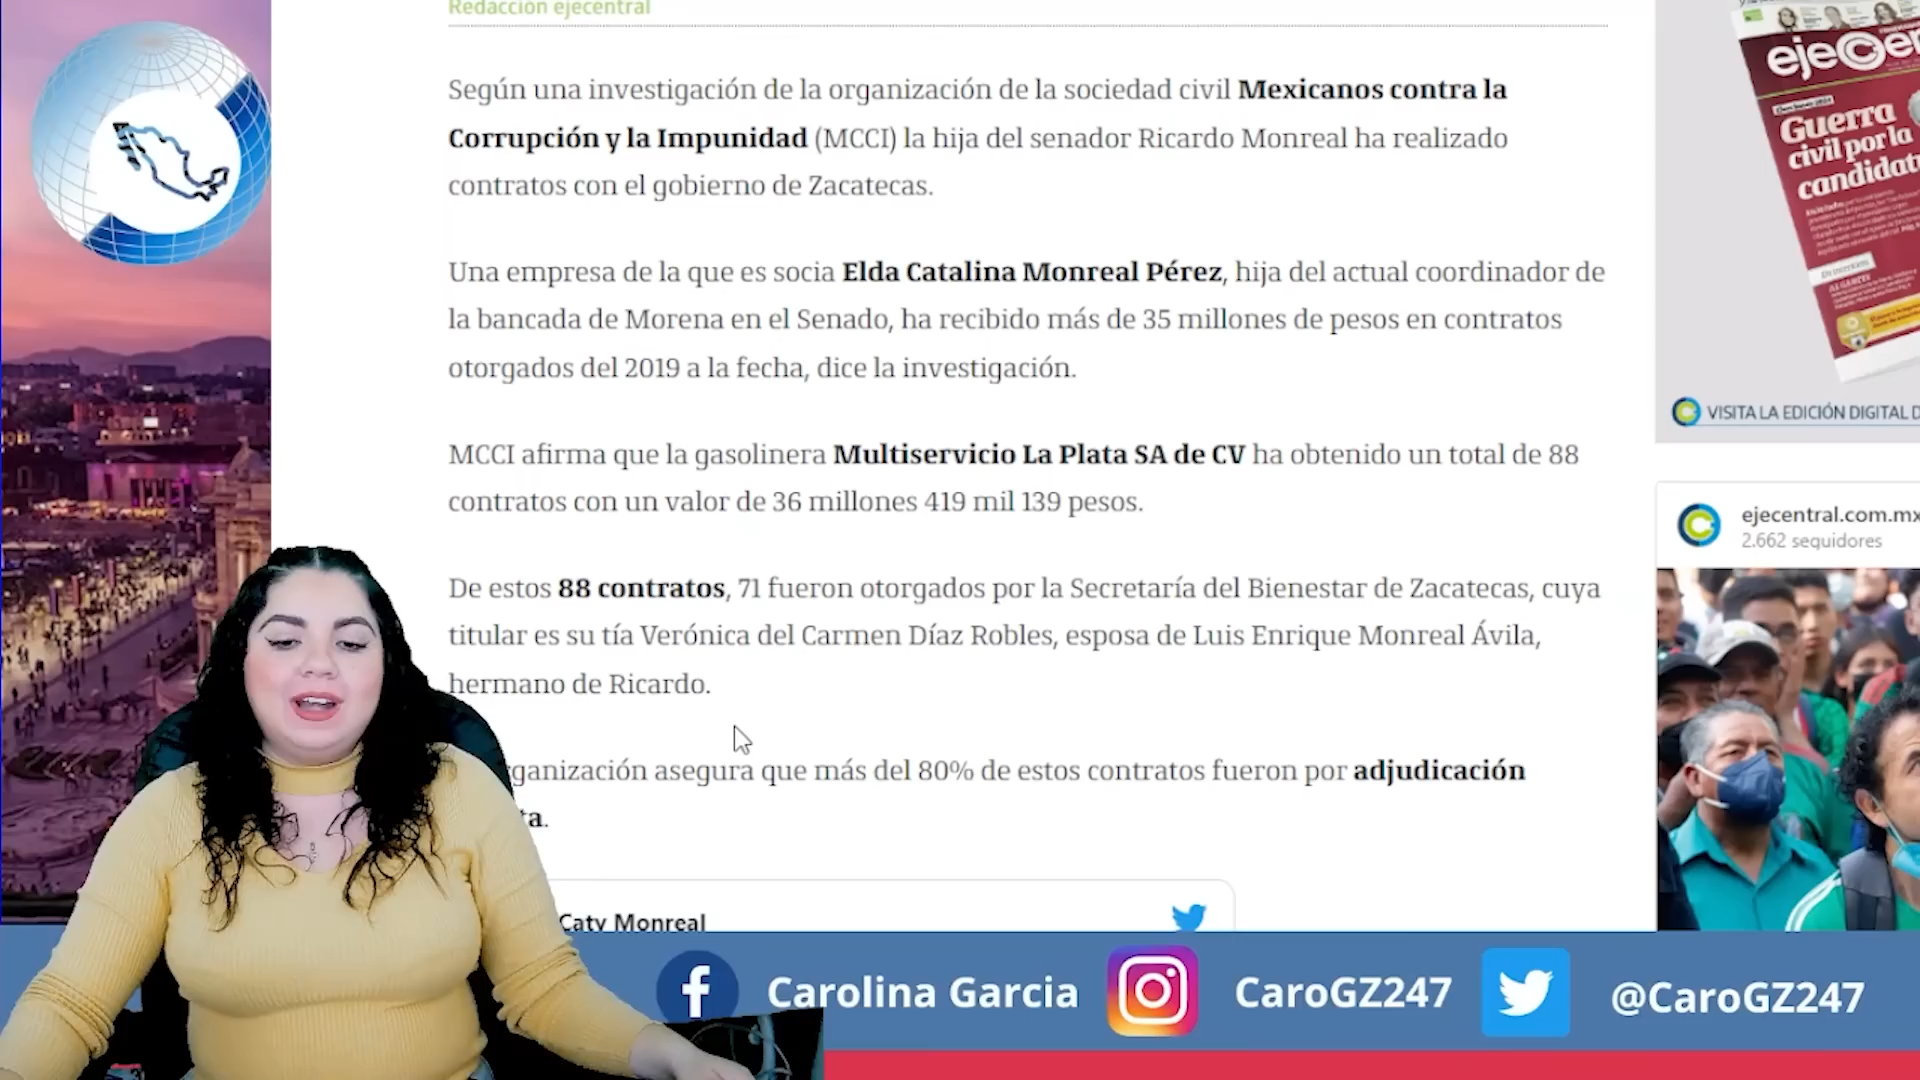 Redacción ejecentral
Según una investigación de la organización de la sociedad civil Mexicanos contra la
Corrupción y la Impunidad (MCCI) la hija del senador Ricardo Monreal ha realizado
contratos con el gobierno de Zacatecas.
Una empresa de la que es socia Elda Catalina Monreal Pérez, hija del actual coordinador de
la bancada de Morena en el Senado, ha recibido más de 35 millones de pesos en contratos
otorgados del 2019 a la fecha, dice la investigación.
MCCI afirma que la gasolinera Multiservicio La Plata SA de CV ha obtenido un total de 88
contratos con un valor de 36 millones 419 mil 139 pesos.
De estos 88 contratos, 71 fueron otorgados por la Secretaría del Bienestar de Zacatecas, cuya
titular es su tía Verónica del Carmen Díaz Robles, esposa de Luis Enrique Monreal Ávila,
hermano de Ricardo.
ganización asegura que más del 80% de estos contratos fueron por adjudicación
ta.
Caty Monreal
ejeCen
Guerra
civil por la
candidat
VISITA LA EDICIÓN DIGITAL D
ejecentral.com.mx
2.662 seguidores
Carolina Garcia
CaroGZ247
@CaroGZ247